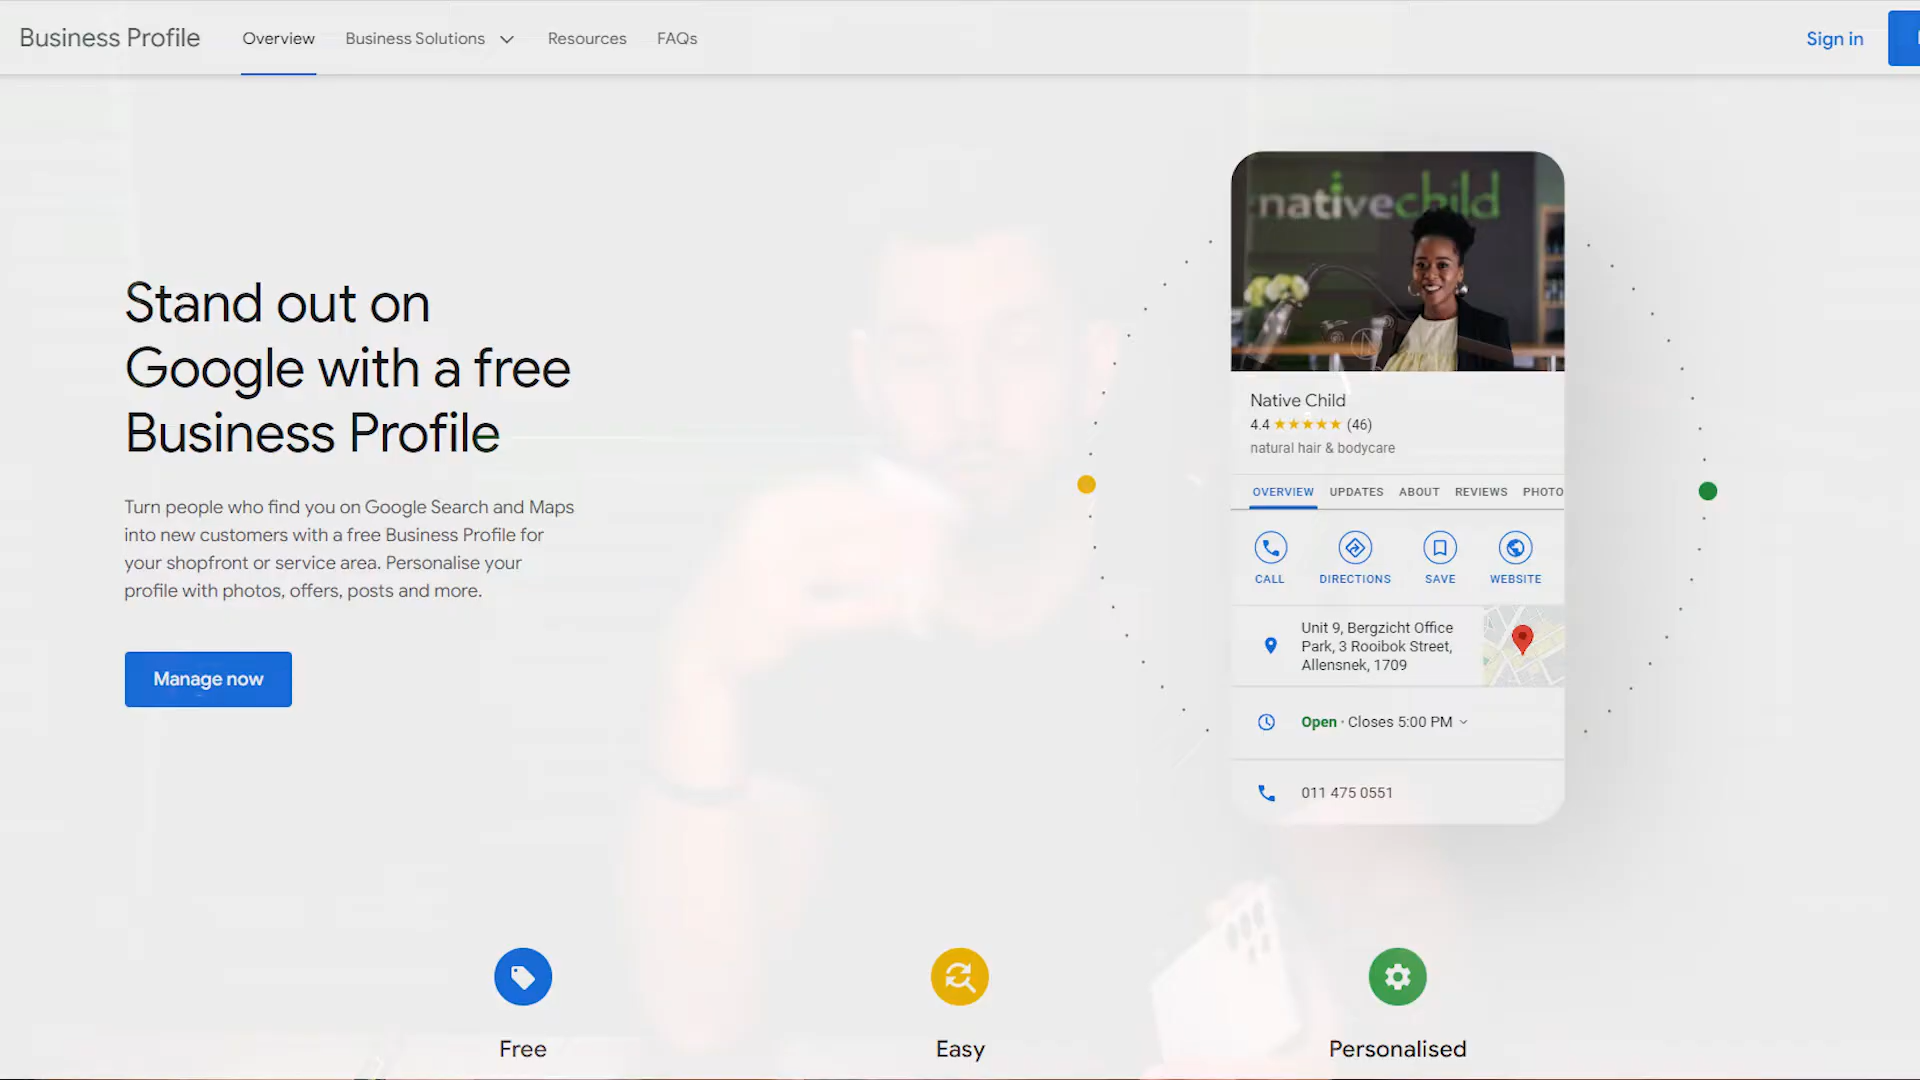 Business Profile
Overview
Business Solutions
Resources
FAQs
Sign in
Stand out on
Google with a free
Business Profile
Turn people who find you on Google Search and Maps
into new customers with a free Business Profile for
your shopfront or service area. Personalise your
profile with photos, offers, posts and more.
Manage now
nativechild
Native Child
4.4 ★★★★★ (46)
natural hair & bodycare
OVERVIEW UPDATES ABOUT REVIEWS PHOTO
CALL DIRECTIONS SAVE WEBSITE
Unit 9, Bergzicht Office
Park, 3 Rooibok Street,
Allensnek, 1709
Open · Closes 5:00 PM
011 475 0551
Free
Easy
Personalised